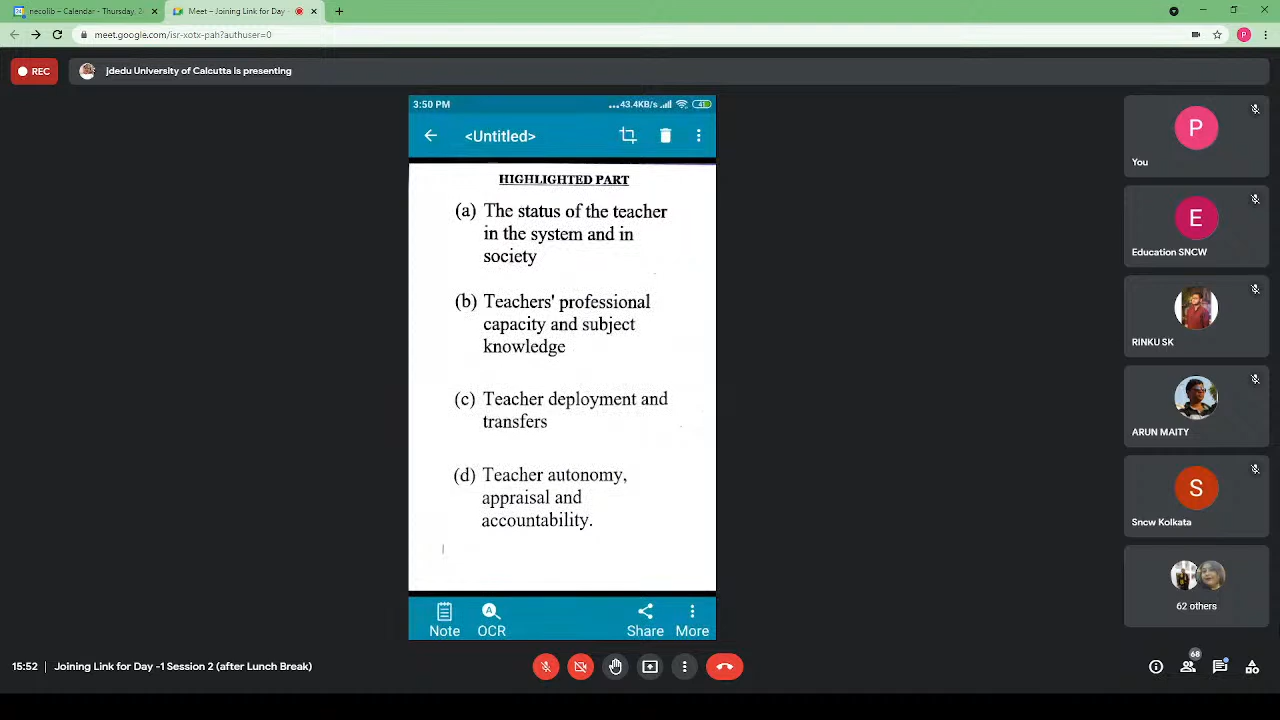 necolib – Calendar - Thursday, 2
Meet – Joining Link for Day -1
meet.google.com/isr-xotx-pah?authuser=0
P
REC
Jdedu University of Calcutta is presenting
3:50 PM
...43.4KB/s
41
<Untitled>
HIGHLIGHTED PART
(a) The status of the teacher
in the system and in
society
(b) Teachers' professional
capacity and subject
knowledge
(c) Teacher deployment and
transfers
(d) Teacher autonomy,
appraisal and
accountability.
Note
A
OCR
Share
More
P
You
E
Education SNCW
RINKU SK
ARUN MAITY
S
Sncw Kolkata
62 others
15:52 | Joining Link for Day -1 Session 2 (after Lunch Break)
68